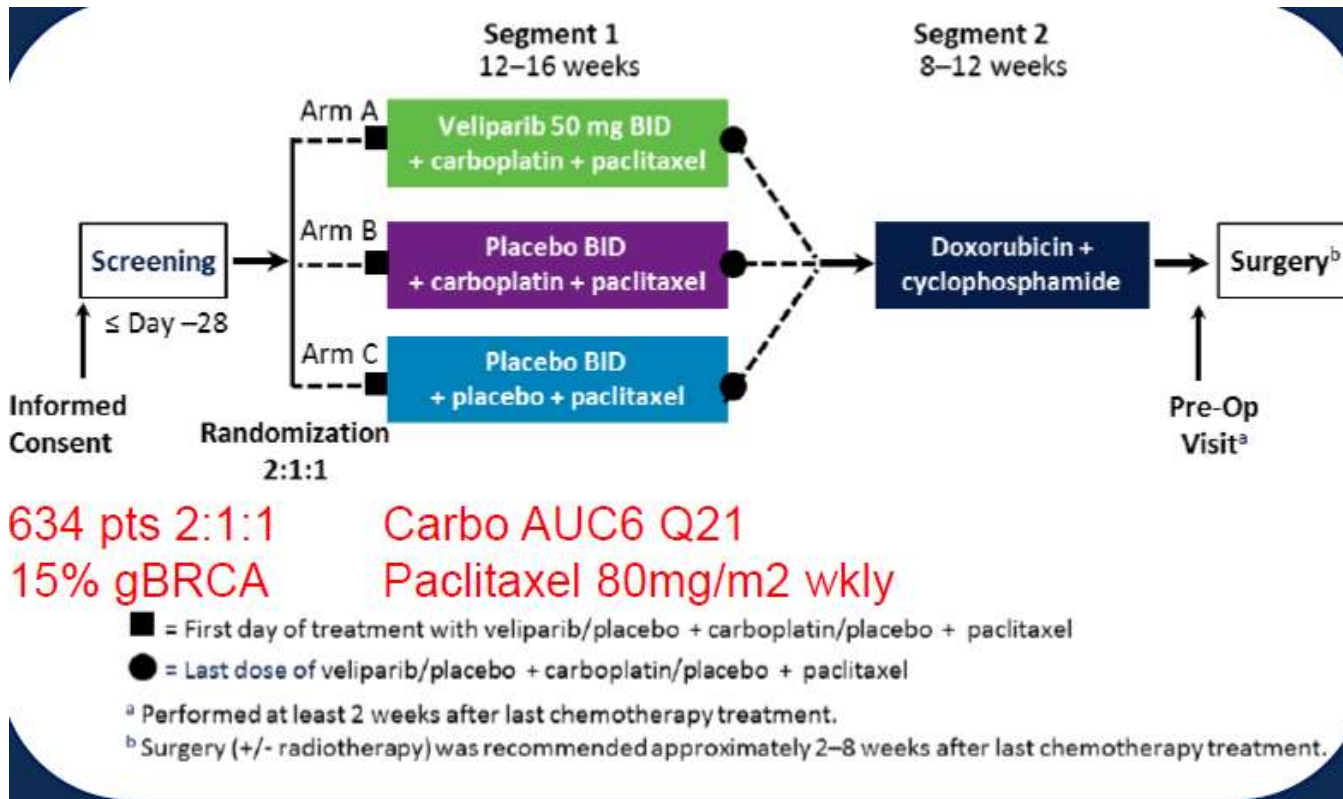 Segment 1
12–16 weeks
Segment 2
8–12 weeks
Arm A
Veliparib 50 mg BID
+ carboplatin + paclitaxel
Arm B
Placebo BID
+ carboplatin + paclitaxel
Arm C
Placebo BID
+ placebo + paclitaxel
Screening
≤ Day –28
Informed
Consent
Randomization
2:1:1
Doxorubicin +
cyclophosphamide
Surgeryᵇ
Pre-Op
Visitᵃ
634 pts 2:1:1
15% gBRCA
Carbo AUC6 Q21
Paclitaxel 80mg/m2 wkly
= First day of treatment with veliparib/placebo + carboplatin/placebo + paclitaxel
= Last dose of veliparib/placebo + carboplatin/placebo + paclitaxel
ᵃ Performed at least 2 weeks after last chemotherapy treatment.
ᵇ Surgery (+/- radiotherapy) was recommended approximately 2–8 weeks after last chemotherapy treatment.